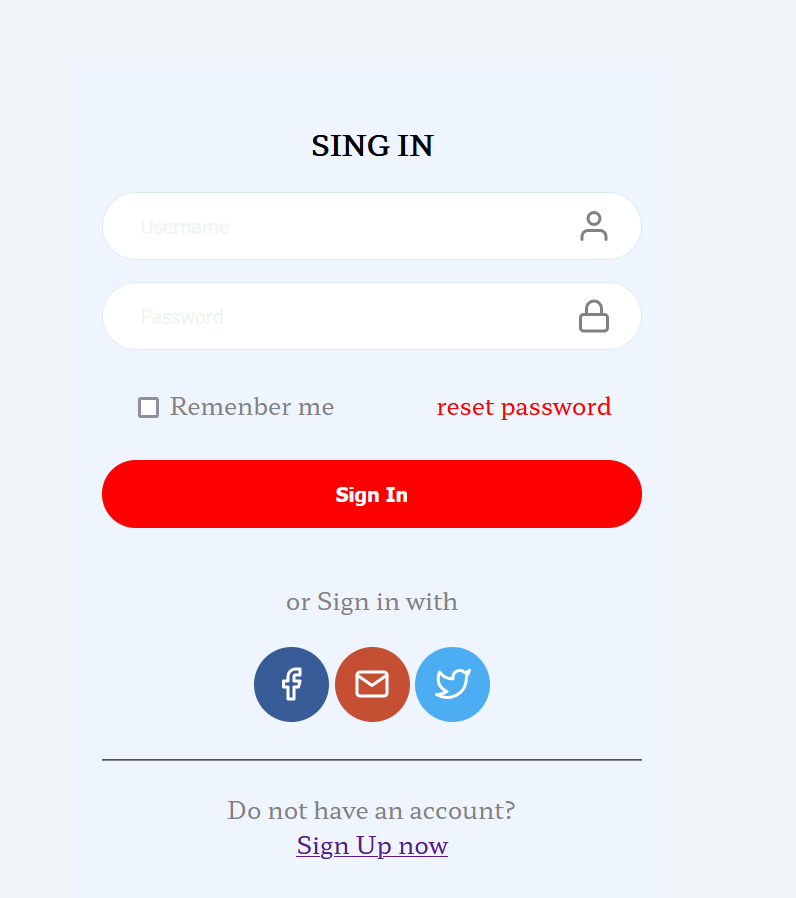 SING IN
Username
Password
Remenber me
reset password
Sign In
or Sign in with
Do not have an account?
Sign Up now